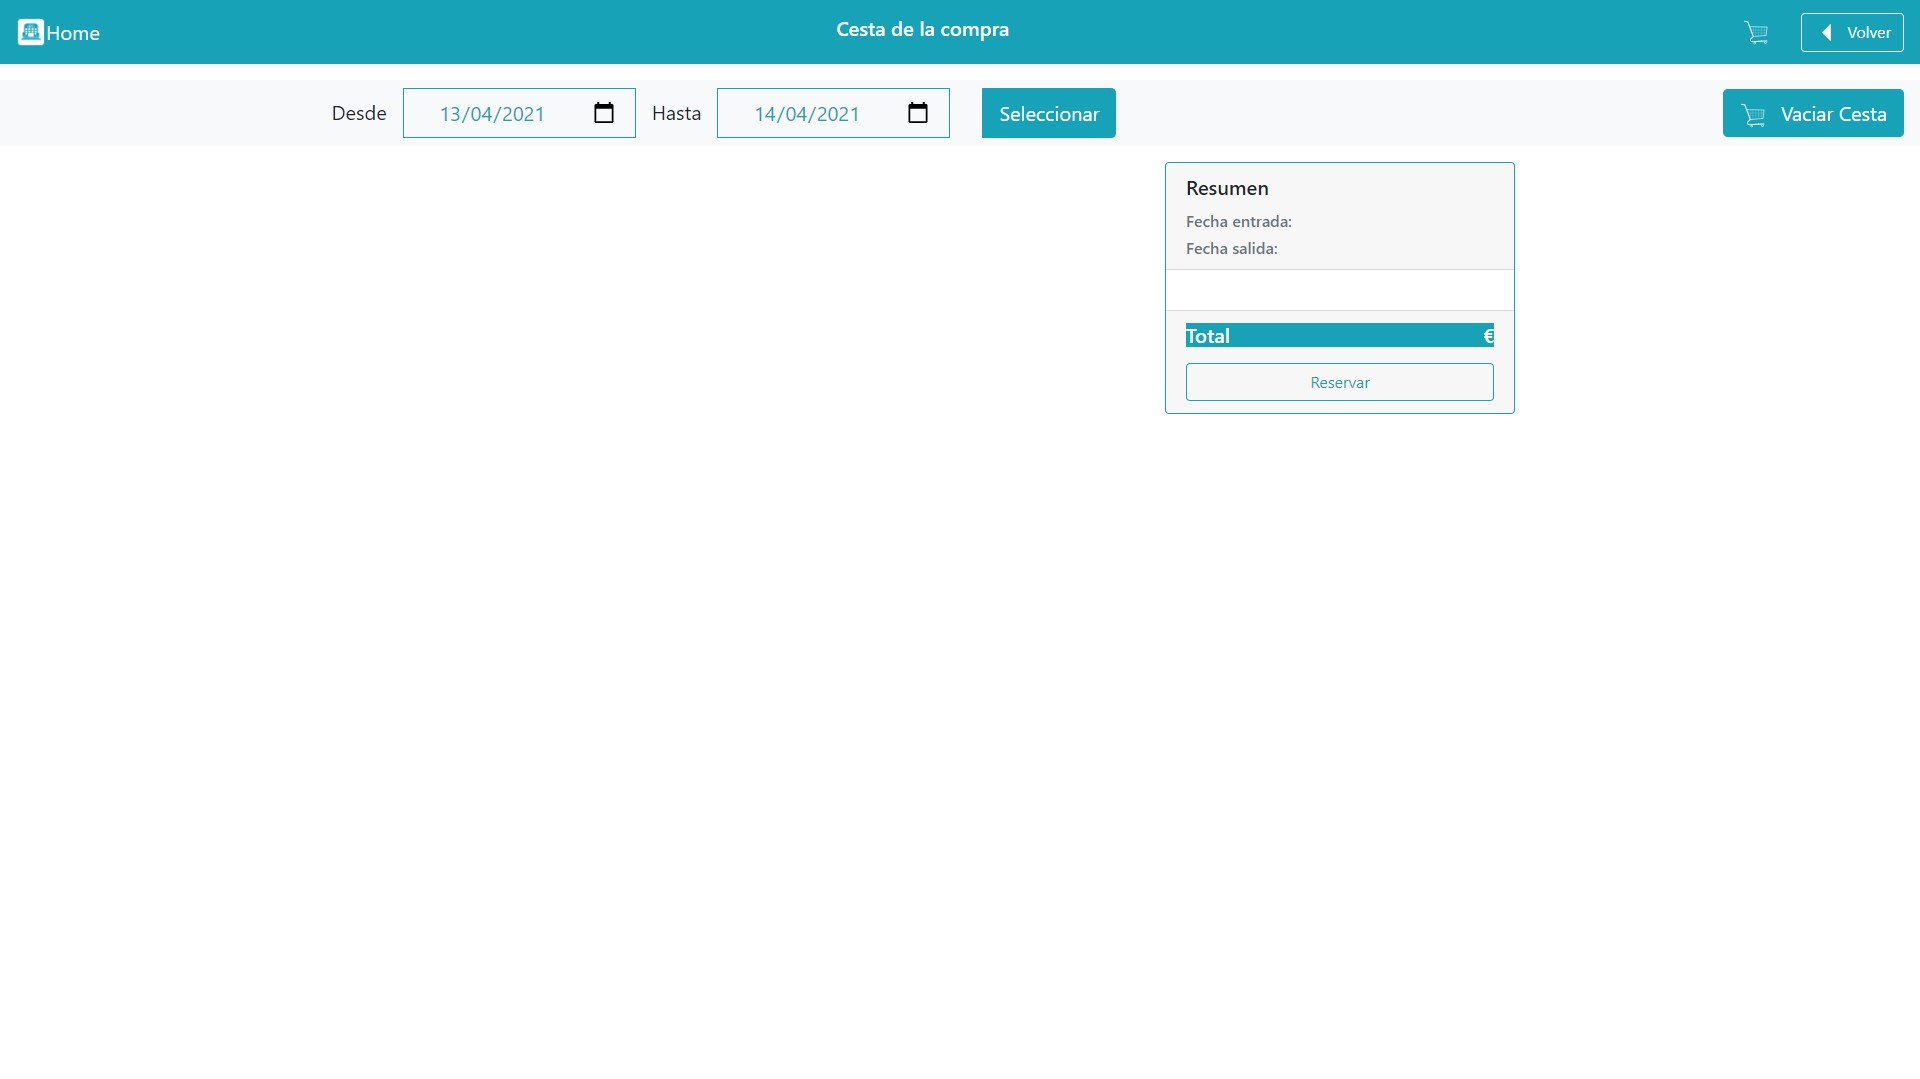 Home
Cesta de la compra
Volver
Desde 13/04/2021 Hasta 14/04/2021 Seleccionar
Vaciar Cesta
Resumen
Fecha entrada:
Fecha salida:
Total €
Reservar